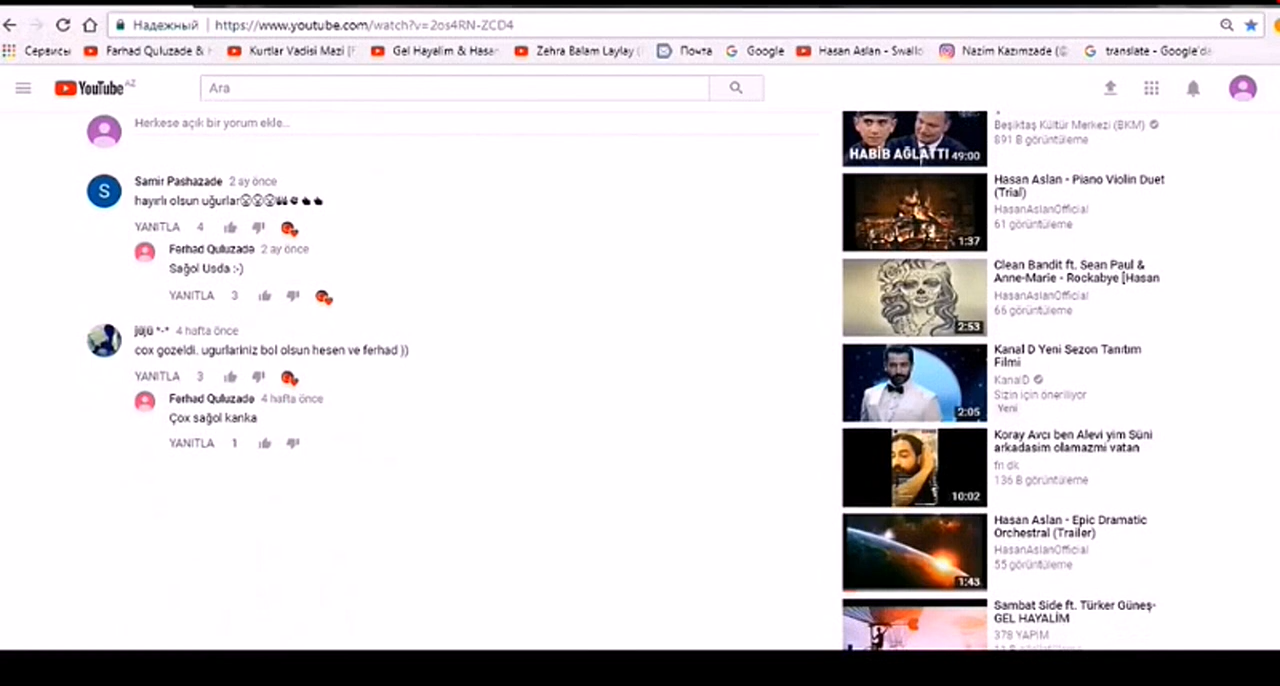 Надежный https://www.youtube.com/watch?v=2os4RN-ZCD4
Сервисы Farhad Quluzade & Kurtlar Vadisi Mazi [F Gel Hayalim & Hasa Zehra Balam Laylay ( Почта Google Hasan Aslan - Swallo Nazim Kazımzade (@ translate - Google'da
YouTube AZ
Ara
Herkese açık bir yorum ekle...
Samir Pashazade 2 ay önce
hayırlı olsun uğurlar
YANITLA 4
Ferhad Quluzade 2 ay önce
Sağol Usda :-)
YANITLA 3
jüjü *-* 4 hafta önce
cox gozeldi. ugurlariniz bol olsun hesen ve ferhad ))
YANITLA 3
Ferhad Quluzade 4 hafta önce
Çox sağol kanka
YANITLA 1
HABİB AĞLATTI 49:00
Beşiktaş Kültür Merkezi (BKM)
891 B görüntüleme
Hasan Aslan - Piano Violin Duet
(Trial)
HasanAslanOfficial
61 görüntüleme
1:37
Clean Bandit ft. Sean Paul &
Anne-Marie - Rockabye [Hasan
HasanAslanOfficial
66 görüntüleme
2:53
Kanal D Yeni Sezon Tanıtım
Filmi
KanalD
Sizin için öneriliyor
Yeni
2:05
Koray Avcı ben Alevi yim Süni
arkadasim olamazmi vatan
fn dk
136 B görüntüleme
10:02
Hasan Aslan - Epic Dramatic
Orchestral (Trailer)
HasanAslanOfficial
55 görüntüleme
1:43
Sambat Side ft. Türker Güneş-
GEL HAYALİM
378 YAPIM